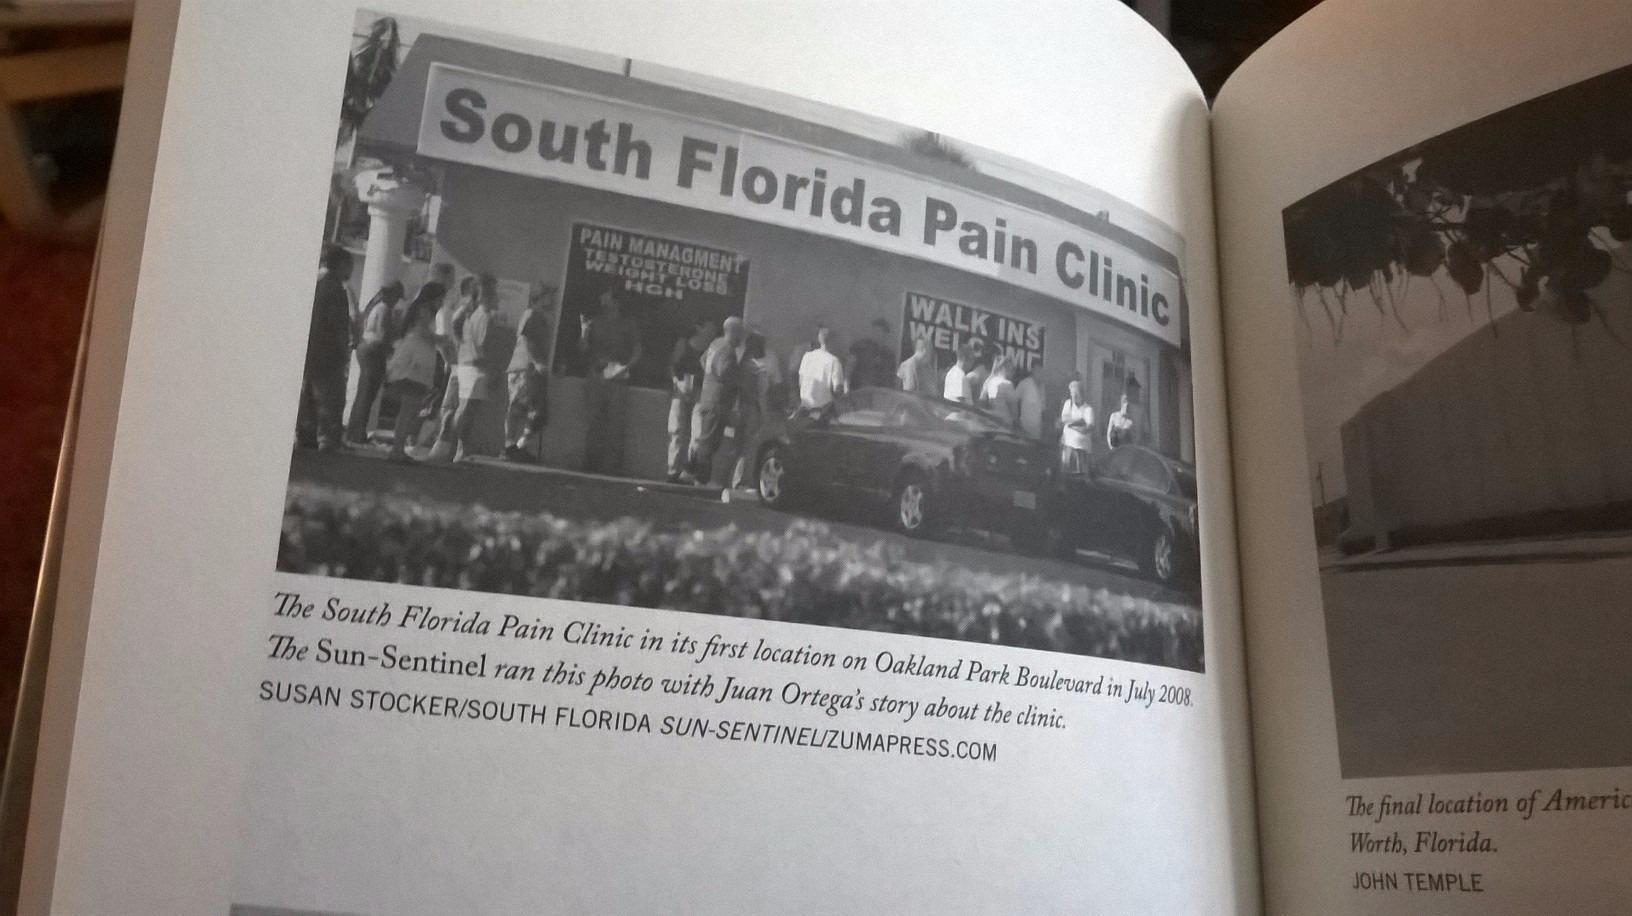 South Florida Pain Clinic
PAIN MANAGMENT
TESTOSTERONE
WEIGHT LOSS
HGH
WALK INS
WELCOME
The South Florida Pain Clinic in its first location on Oakland Park Boulevard in July 2008.
The Sun-Sentinel ran this photo with Juan Ortega's story about the clinic.
SUSAN STOCKER/SOUTH FLORIDA SUN-SENTINEL/ZUMAPRESS.COM
The final location of Americ
Worth, Florida.
JOHN TEMPLE